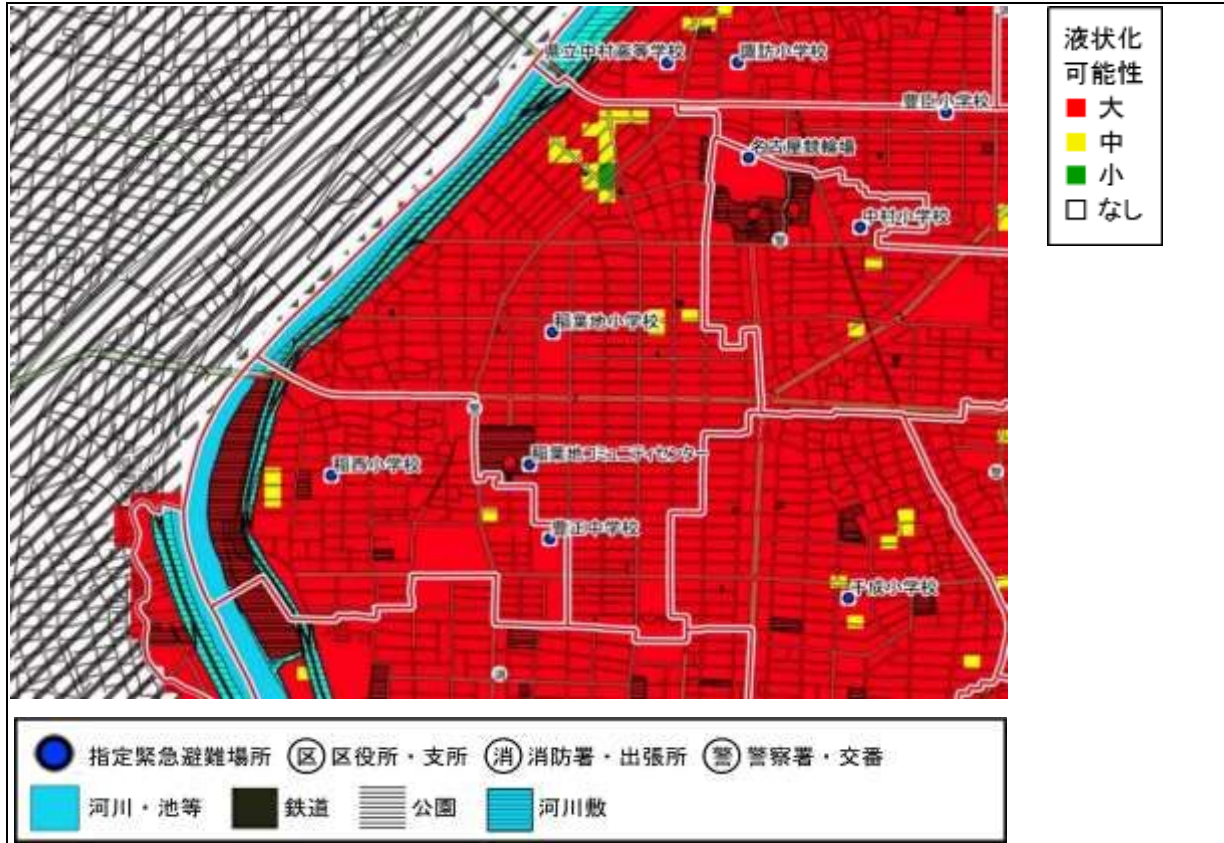 県立中村高等学校
諏訪小学校
豊臣小学校
名古屋競輪場
中村小学校
稲葉地小学校
稲葉地コミュニティセンター
稲西小学校
豊正中学校
千成小学校
警
警
警
消
液状化
可能性
大
中
小
なし
指定緊急避難場所
区 区役所・支所
消 消防署・出張所
警 警察署・交番
河川・池等
鉄道
公園
河川敷